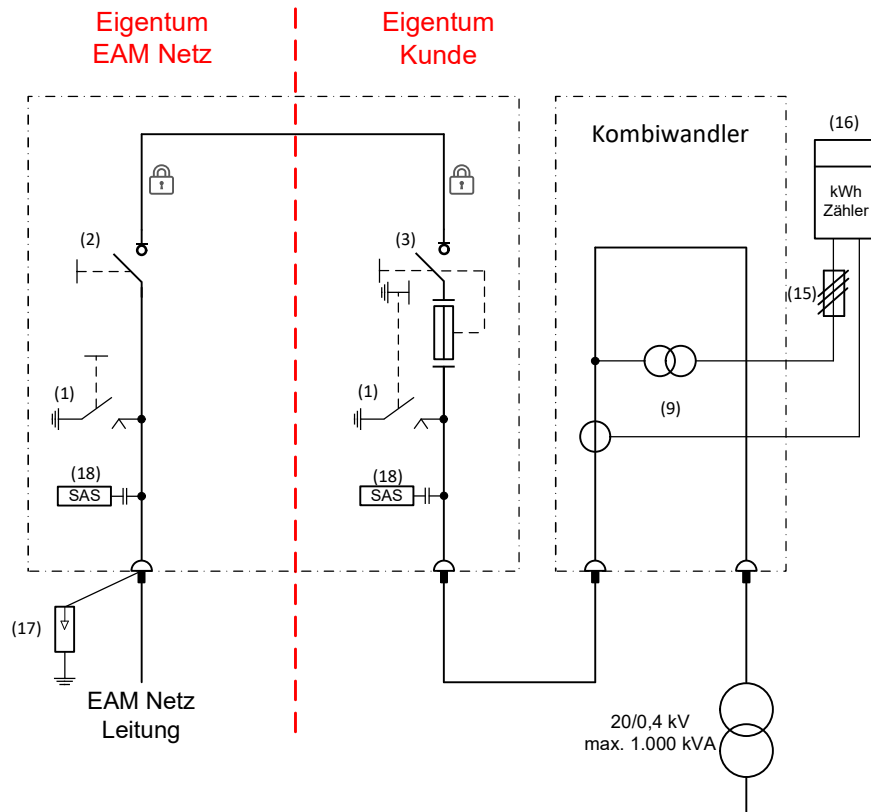 Eigentum
EAM Netz
Eigentum
Kunde
Kombiwandler
(16)
kWh
Zähler
(2)
(3)
(15)
(1)
(1)
(9)
(18)
SAS
(18)
SAS
(17)
EAM Netz
Leitung
20/0,4 kV
max. 1.000 kVA